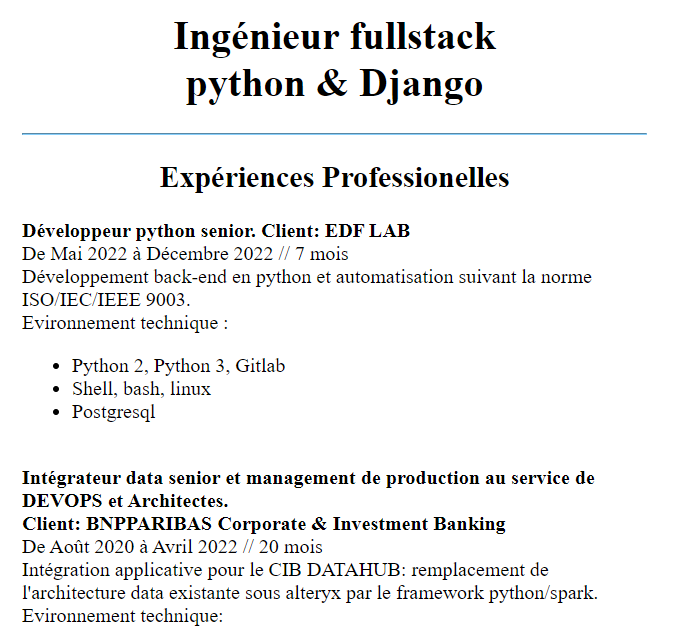 Ingénieur fullstack
python & Django
Expériences Professionelles
Développeur python senior. Client: EDF LAB
De Mai 2022 à Décembre 2022 // 7 mois
Développement back-end en python et automatisation suivant la norme
ISO/IEC/IEEE 9003.
Evironnement technique :
• Python 2, Python 3, Gitlab
• Shell, bash, linux
• Postgresql
Intégrateur data senior et management de production au service de
DEVOPS et Architectes.
Client: BNPPARIBAS Corporate & Investment Banking
De Août 2020 à Avril 2022 // 20 mois
Intégration applicative pour le CIB DATAHUB: remplacement de
l'architecture data existante sous alteryx par le framework python/spark.
Evironnement technique: